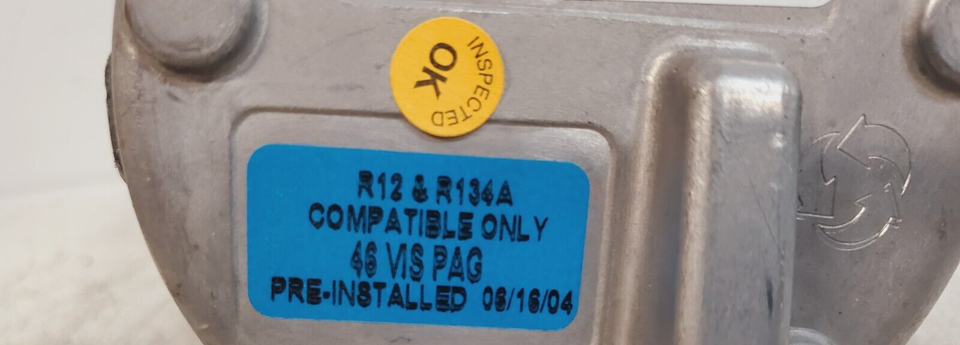 INSPECTED
OK
R12 & R134A
COMPATIBLE ONLY
46 VIS PAG
PRE-INSTALLED 08/16/04